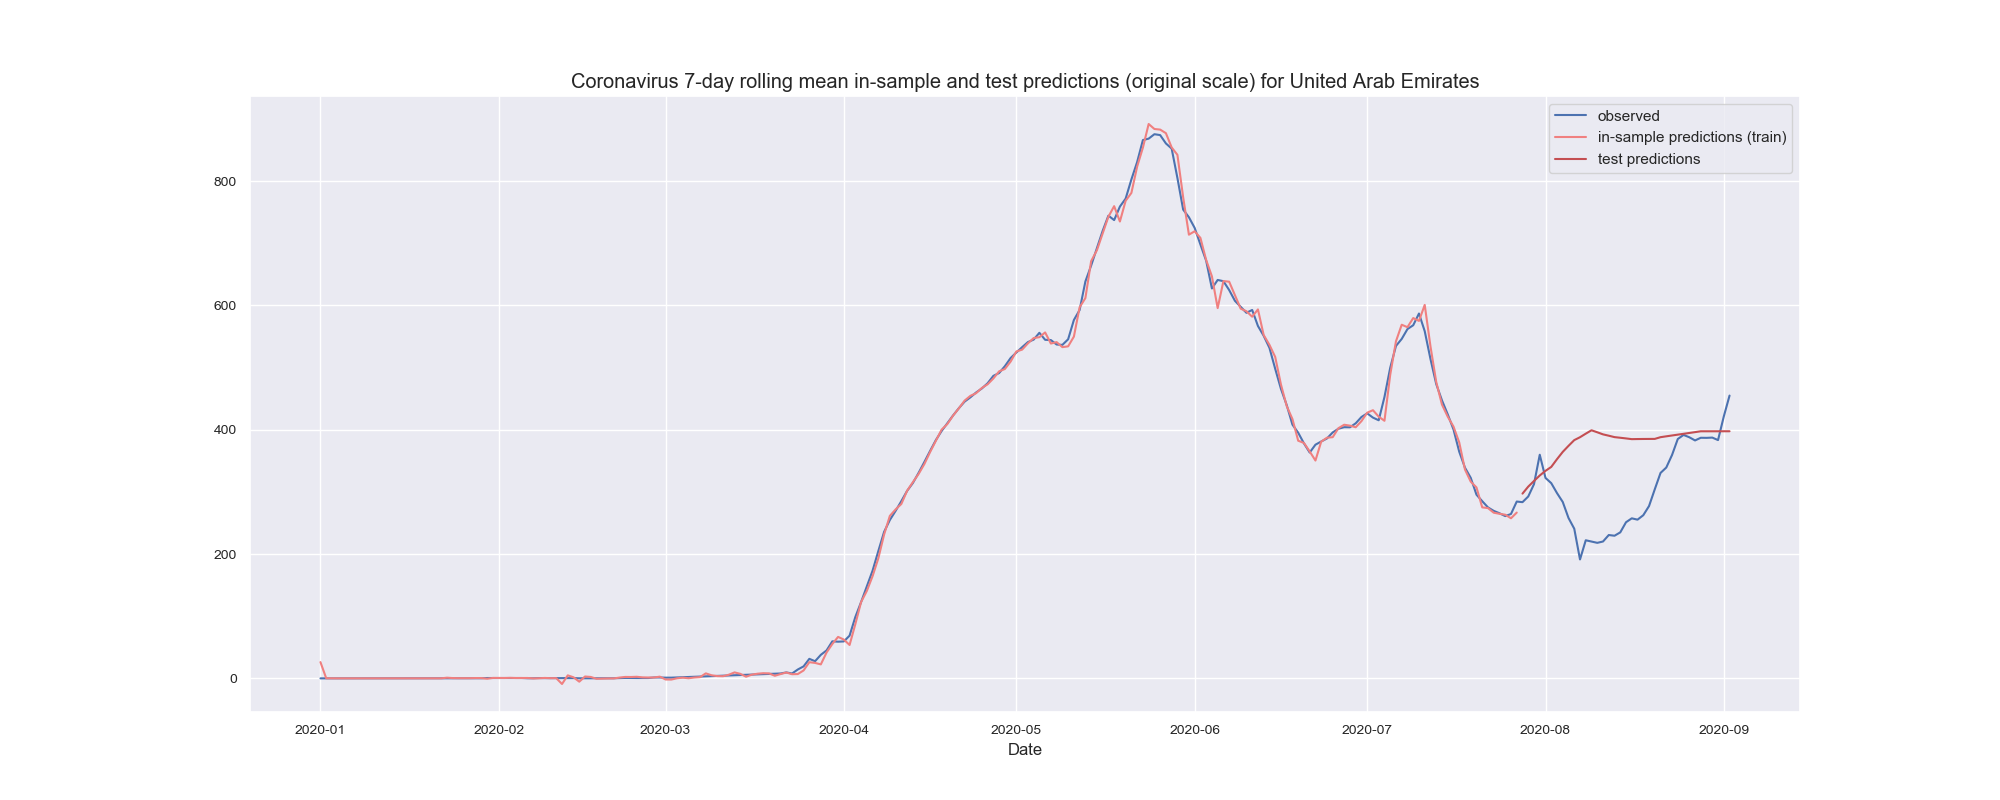 Coronavirus 7-day rolling mean in-sample and test predictions (original scale) for United Arab Emirates
observed
in-sample predictions (train)
test predictions
800
600
400
200
0
2020-01
2020-02
2020-03
2020-04
2020-05
2020-06
2020-07
2020-08
2020-09
Date